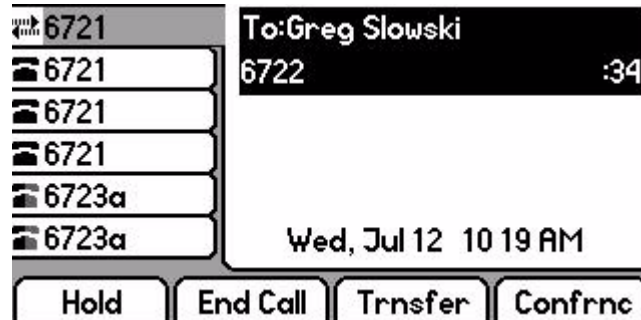 6721
6721
6721
6721
6723a
6723a
To:Greg Slowski
6722 :34
Wed, Jul 12 10 19 AM
Hold End Call Trnsfer Confrnc